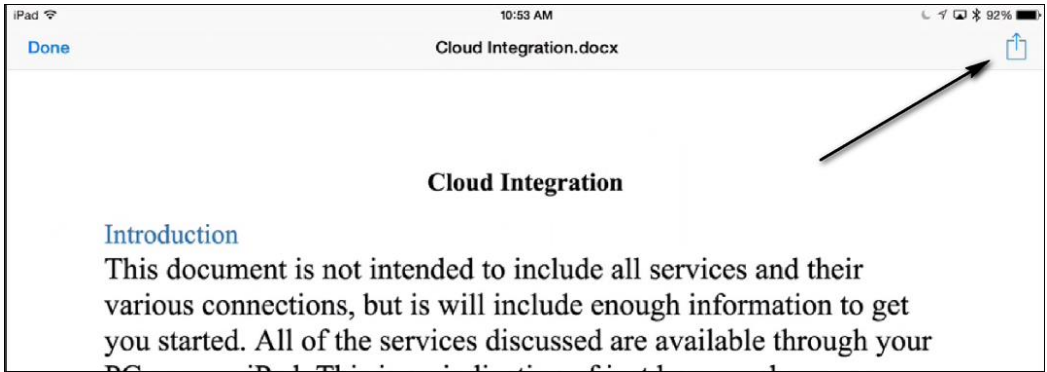 iPad 10:53 AM 92%
Done Cloud Integration.docx
Cloud Integration
Introduction
This document is not intended to include all services and their
various connections, but is will include enough information to get
you started. All of the services discussed are available through your